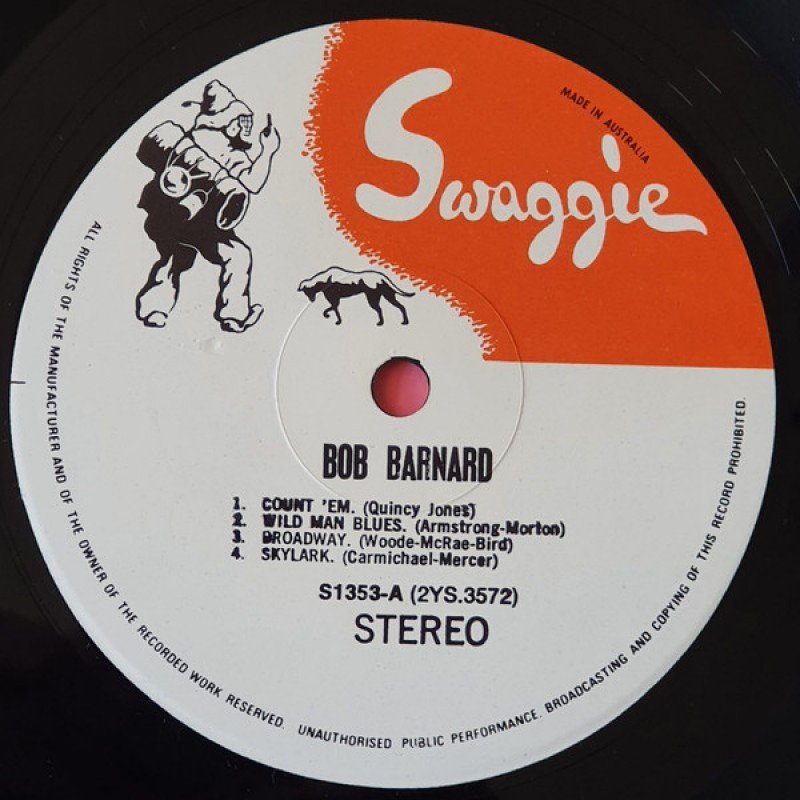 Swaggie
MADE IN AUSTRALIA
BOB BARNARD
1. COUNT 'EM. (Quincy Jones)
2. WILD MAN BLUES. (Armstrong-Morton)
3. BROADWAY. (Woode-McRae-Bird)
4. SKYLARK. (Carmichael-Mercer)
S1353-A (2YS.3572)
STEREO
ALL RIGHTS OF THE MANUFACTURER AND OF THE OWNER OF THE RECORDED WORK RESERVED. UNAUTHORISED PUBLIC PERFORMANCE. BROADCASTING AND COPYING OF THIS RECORD PROHIBITED.